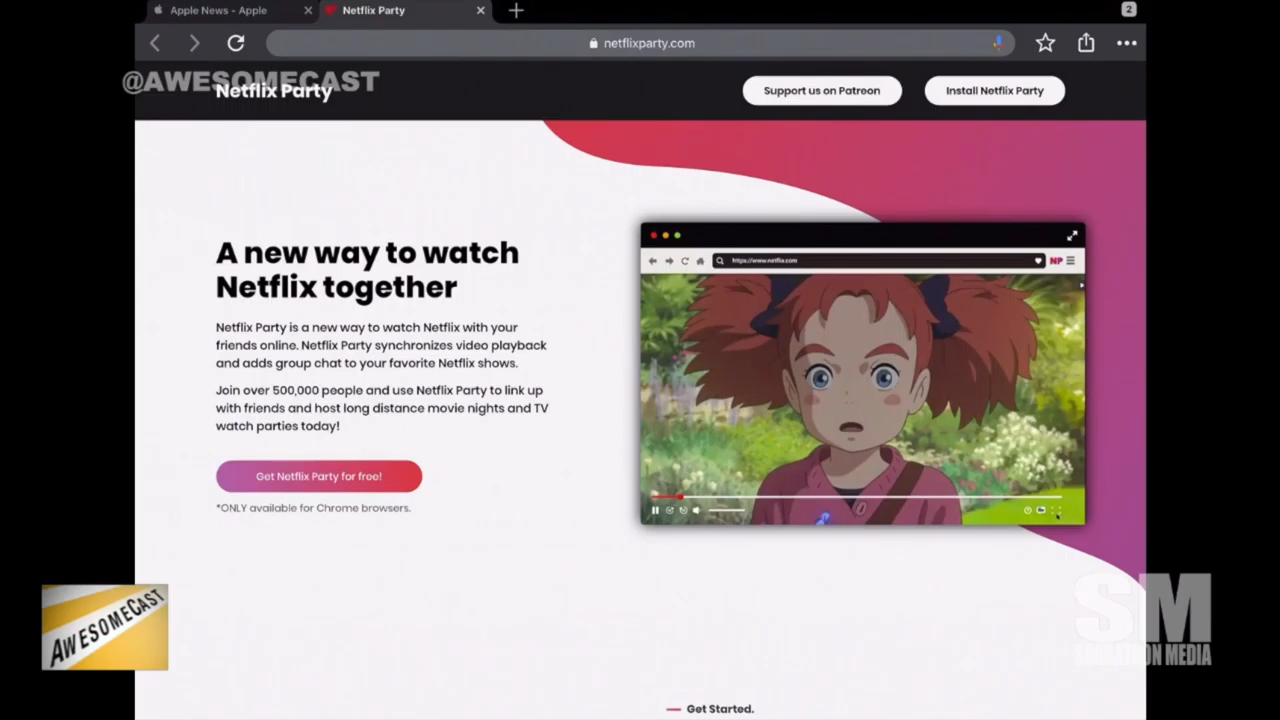 Apple News - Apple
Netflix Party
2
netflixparty.com
@AWESOMECAST
Netflix Party
Support us on Patreon
Install Netflix Party
A new way to watch
Netflix together
Netflix Party is a new way to watch Netflix with your
friends online. Netflix Party synchronizes video playback
and adds group chat to your favorite Netflix shows.
Join over 500,000 people and use Netflix Party to link up
with friends and host long distance movie nights and TV
watch parties today!
Get Netflix Party for free!
*ONLY available for Chrome browsers.
https://www.netflix.com
NP
AWESOMECAST
SM
MEDIA
Get Started.